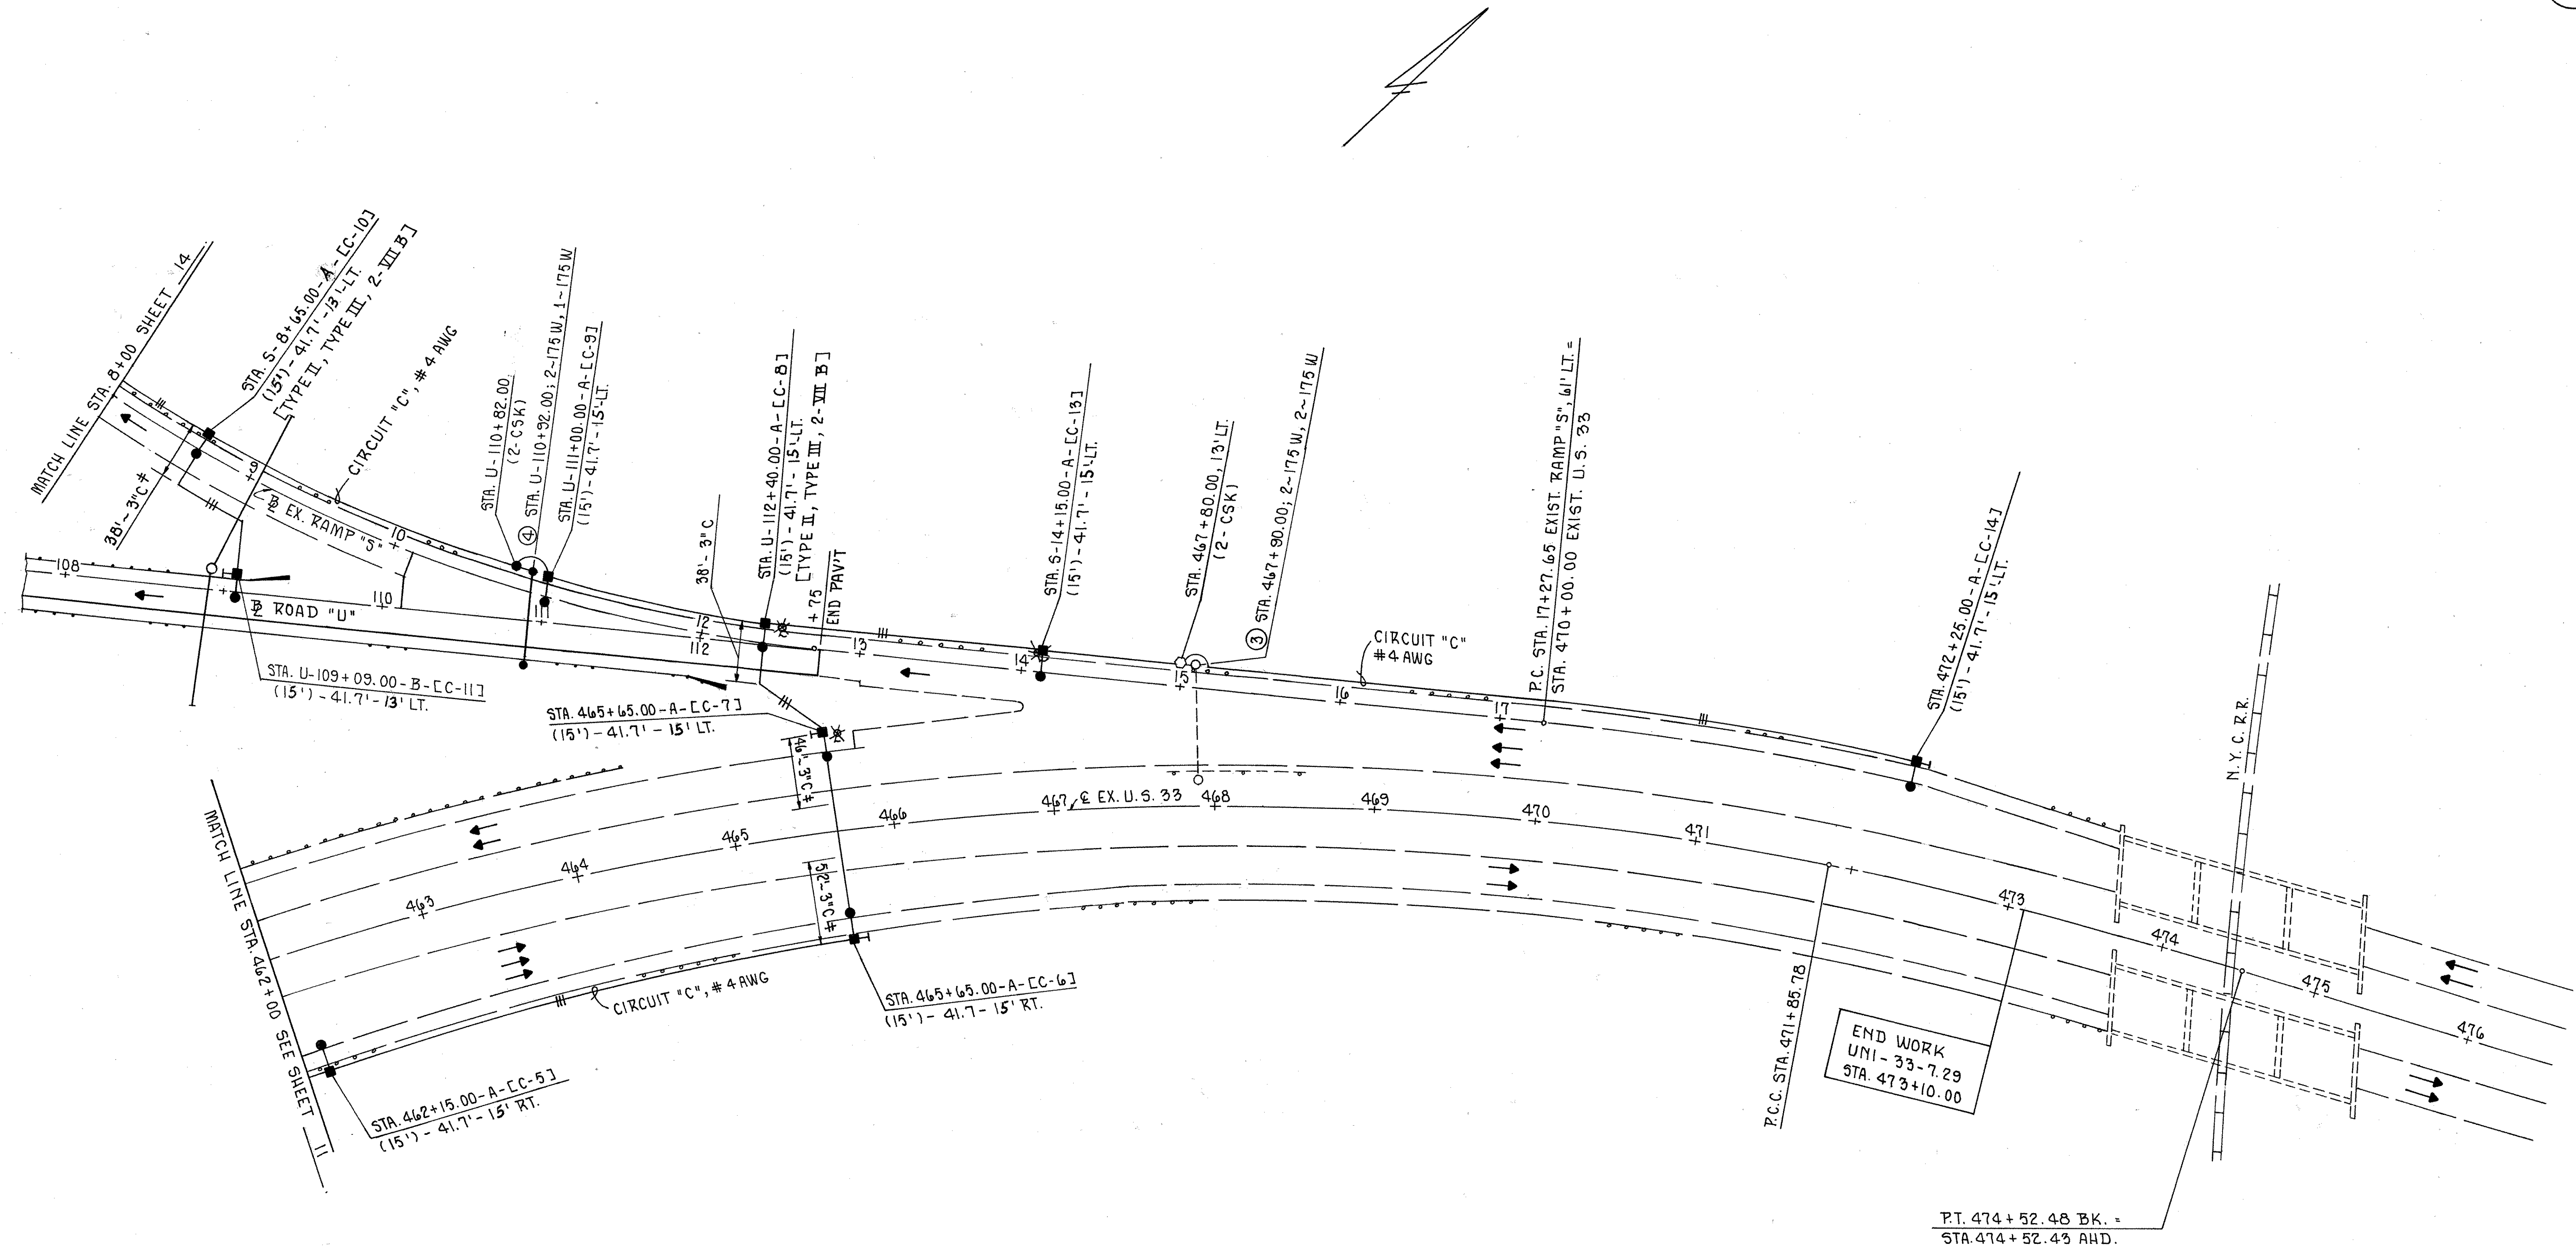 MATCH LINE STA. 8+00 SHEET 14
STA. S-8+65.00-A-[C-10]
(15')-41.7'-13'-LT.
[TYPE II, TYPE III, 2-VII B]
CIRCUIT "C", #4 AWG
38'~3"C
9
℄ EX. RAMP "S"
10
STA. U-110+82.00
(2-CSK)
④ STA. U-110+92.00; 2~175W, 1~175W
STA. U-111+00.00-A-[C-9]
(15')-41.7'-15'-LT.
38'-3"C
STA. U-112+40.00-A-[C-8]
(15')-41.7'-15'-LT.
[TYPE II, TYPE III, 2-VII B]
+75
END PAV'T
STA. S-14+15.00-A-[C-13]
(15')-41.7'-15'-LT.
STA. 467+80.00, 13' LT.
(2-CSK)
③ STA. 467+90.00; 2~175W, 2~175W
P.C. STA. 17+27.65 EXIST. RAMP "S", 61' LT. =
STA. 470+00.00 EXIST. U.S. 33
STA. 472+25.00-A-[C-14]
(15')-41.7'-15' LT.
N.Y.C.R.R.
108
110
111
℄ ROAD "U"
12
112
13
14
15
16
17
CIRCUIT "C"
#4 AWG
STA. U-109+09.00-B-[C-11]
(15')-41.7'-13' LT.
STA. 465+65.00-A-[C-7]
(15')-41.7'-15' LT.
46'~3"C
52'-3"C
463
464
465
466
467
℄ EX. U.S. 33
468
469
470
471
473
474
475
476
MATCH LINE STA. 462+00 SEE SHEET 11
CIRCUIT "C", #4 AWG
STA. 465+65.00-A-[C-6]
(15')-41.7-15' RT.
STA. 462+15.00-A-[C-5]
(15')-41.7'-15' RT.
P.C.C. STA. 471+85.78
END WORK
UNI-33-7.29
STA. 473+10.00
P.T. 474+52.48 BK. =
STA. 474+52.43 AHD.